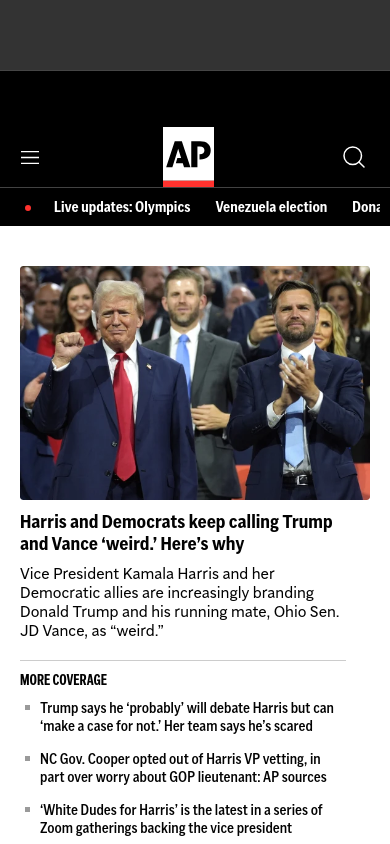 AP
Live updates: Olympics Venezuela election Dona
Harris and Democrats keep calling Trump
and Vance ‘weird.’ Here’s why
Vice President Kamala Harris and her
Democratic allies are increasingly branding
Donald Trump and his running mate, Ohio Sen.
JD Vance, as “weird.”
MORE COVERAGE
Trump says he ‘probably’ will debate Harris but can
‘make a case for not.’ Her team says he’s scared
NC Gov. Cooper opted out of Harris VP vetting, in
part over worry about GOP lieutenant: AP sources
‘White Dudes for Harris’ is the latest in a series of
Zoom gatherings backing the vice president